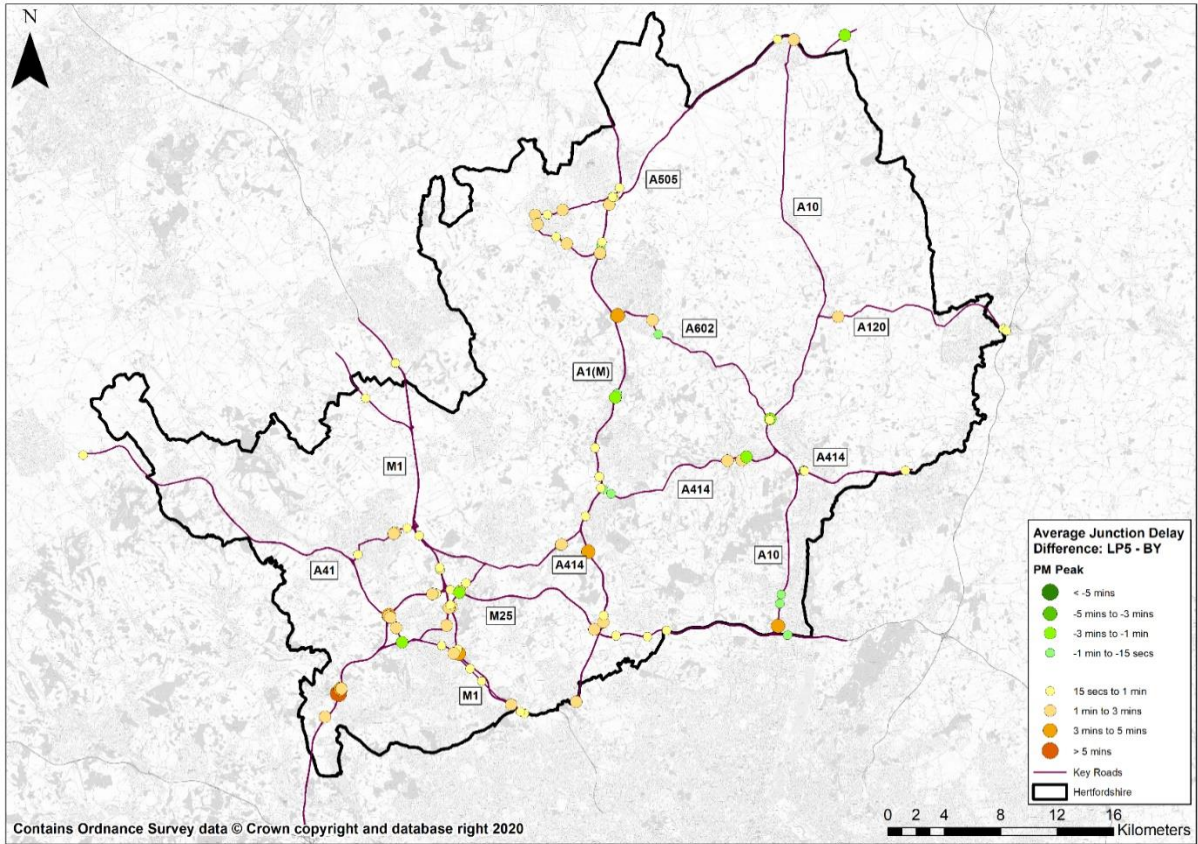 N
A505
A10
A602
A120
A1(M)
M1
A414
A414
A41
A414
A10
M25
M1
Average Junction Delay
Difference: LP5 - BY
PM Peak
< -5 mins
-5 mins to -3 mins
-3 mins to -1 min
-1 min to -15 secs
15 secs to 1 min
1 min to 3 mins
3 mins to 5 mins
> 5 mins
Key Roads
Hertfordshire
0 2 4 8 12 16
Kilometers
Contains Ordnance Survey data © Crown copyright and database right 2020